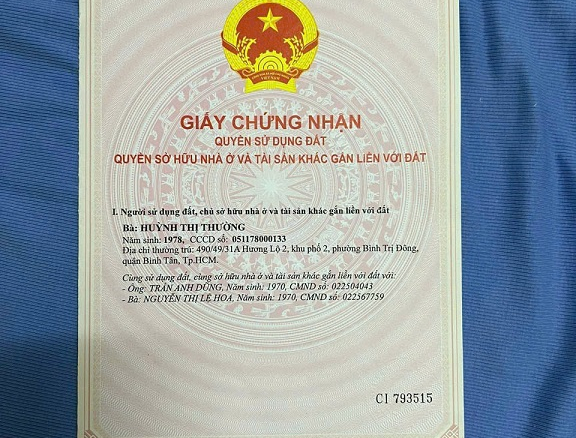 GIẤY CHỨNG NHẬN
QUYỀN SỬ DỤNG ĐẤT
QUYỀN SỞ HỮU NHÀ Ở VÀ TÀI SẢN KHÁC GẮN LIỀN VỚI ĐẤT
I. Người sử dụng đất, chủ sở hữu nhà ở và tài sản khác gắn liền với đất
Bà: HUỲNH THỊ THƯỜNG
Năm sinh: 1978, CCCD số: 051178000133
Địa chỉ thường trú: 490/49/31A Hương Lộ 2, khu phố 2, phường Bình Trị Đông,
quận Bình Tân, Tp.HCM.
Cùng sử dụng đất, cùng sở hữu nhà ở và tài sản khác gắn liền với đất với:
- Ông: TRẦN ANH DŨNG, Năm sinh: 1970, CMND số: 022504043
- Bà: NGUYỄN THỊ LỆ HOA, Năm sinh: 1970, CMND số: 022567759
CI 793515